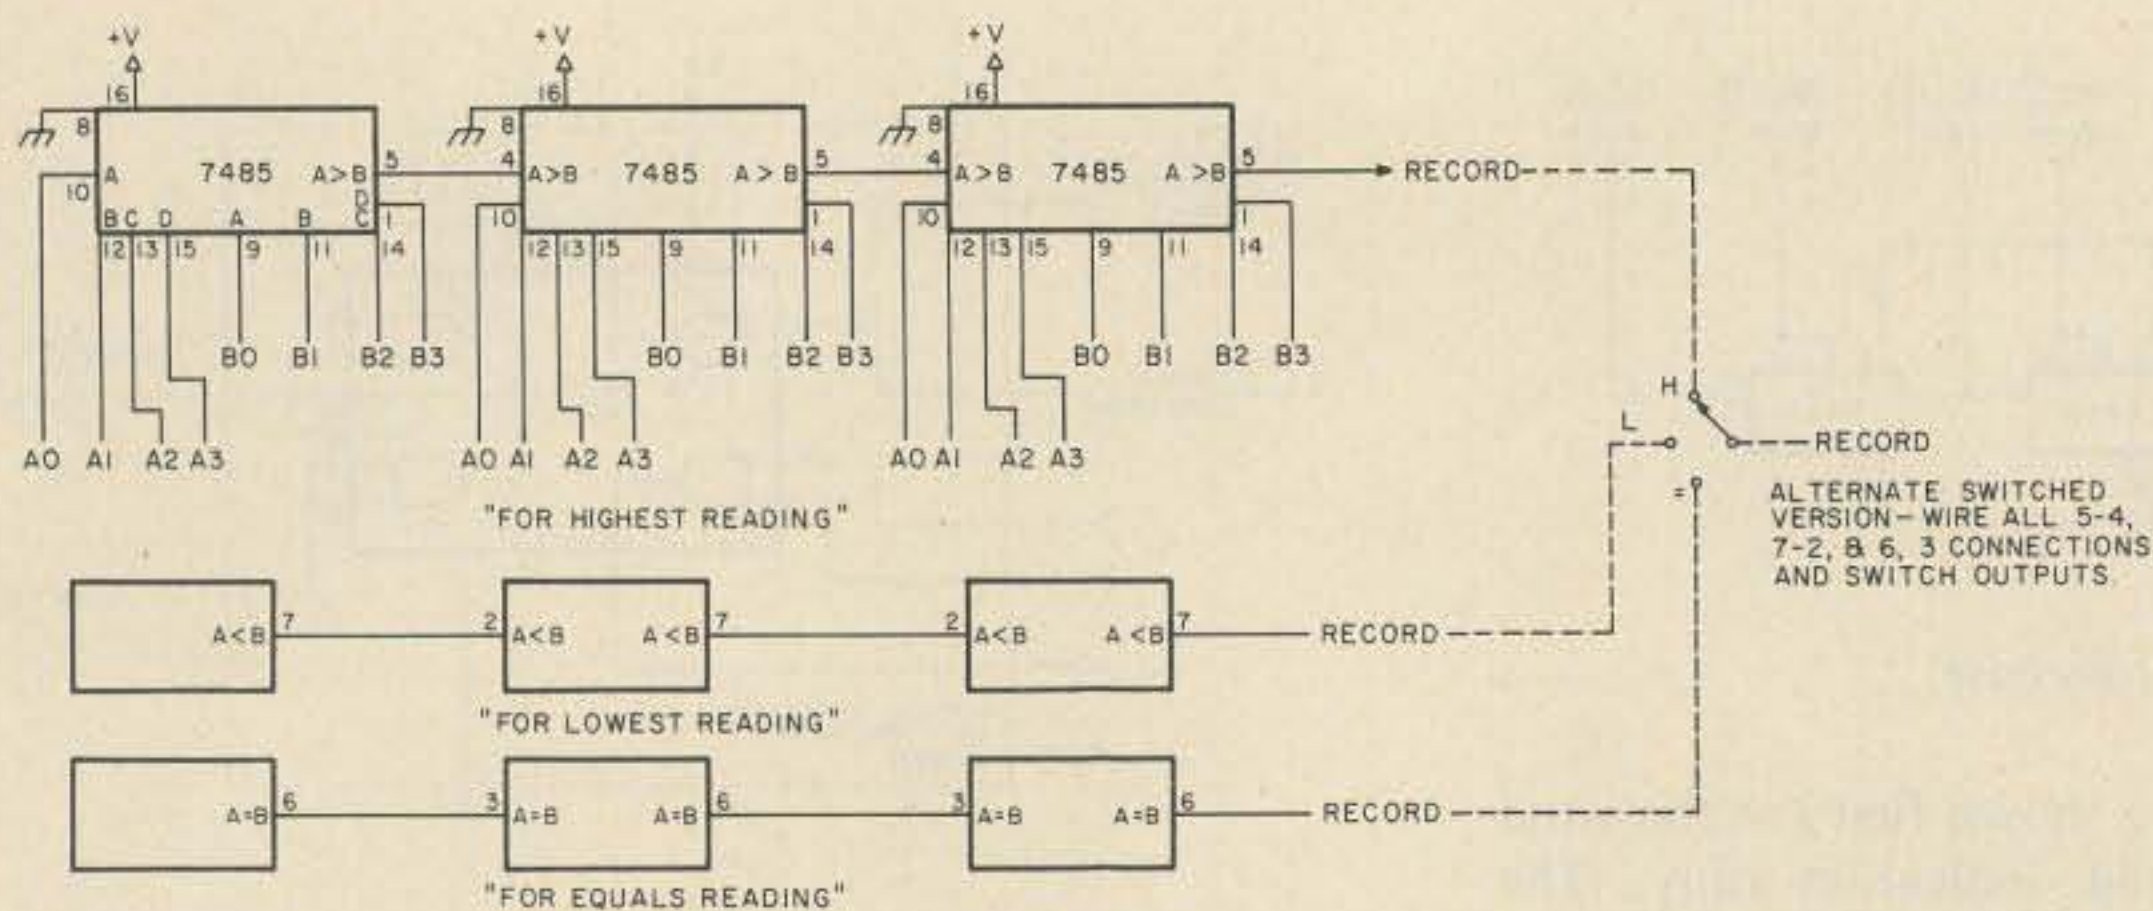 +V +V +V
16 16 16
8 8 8
A 7485 A>B 5 4 A>B 7485 A>B 5 4 A>B 7485 A>B 5 RECORD
10 D 10 10
B C D A B C 1 1 1
12 13 15 9 11 14 12 13 15 9 11 14 12 13 15 9 11 14
B0 B1 B2 B3 B0 B1 B2 B3 B0 B1 B2 B3
H
L
A0 A1 A2 A3 A0 A1 A2 A3 A0 A1 A2 A3
RECORD
=
"FOR HIGHEST READING"
ALTERNATE SWITCHED
VERSION – WIRE ALL 5-4,
7-2, & 6, 3 CONNECTIONS
AND SWITCH OUTPUTS.
A<B 7 2 A<B A<B 7 2 A<B A<B 7 RECORD
"FOR LOWEST READING"
A=B 6 3 A=B A=B 6 3 A=B A=B 6 RECORD
"FOR EQUALS READING"